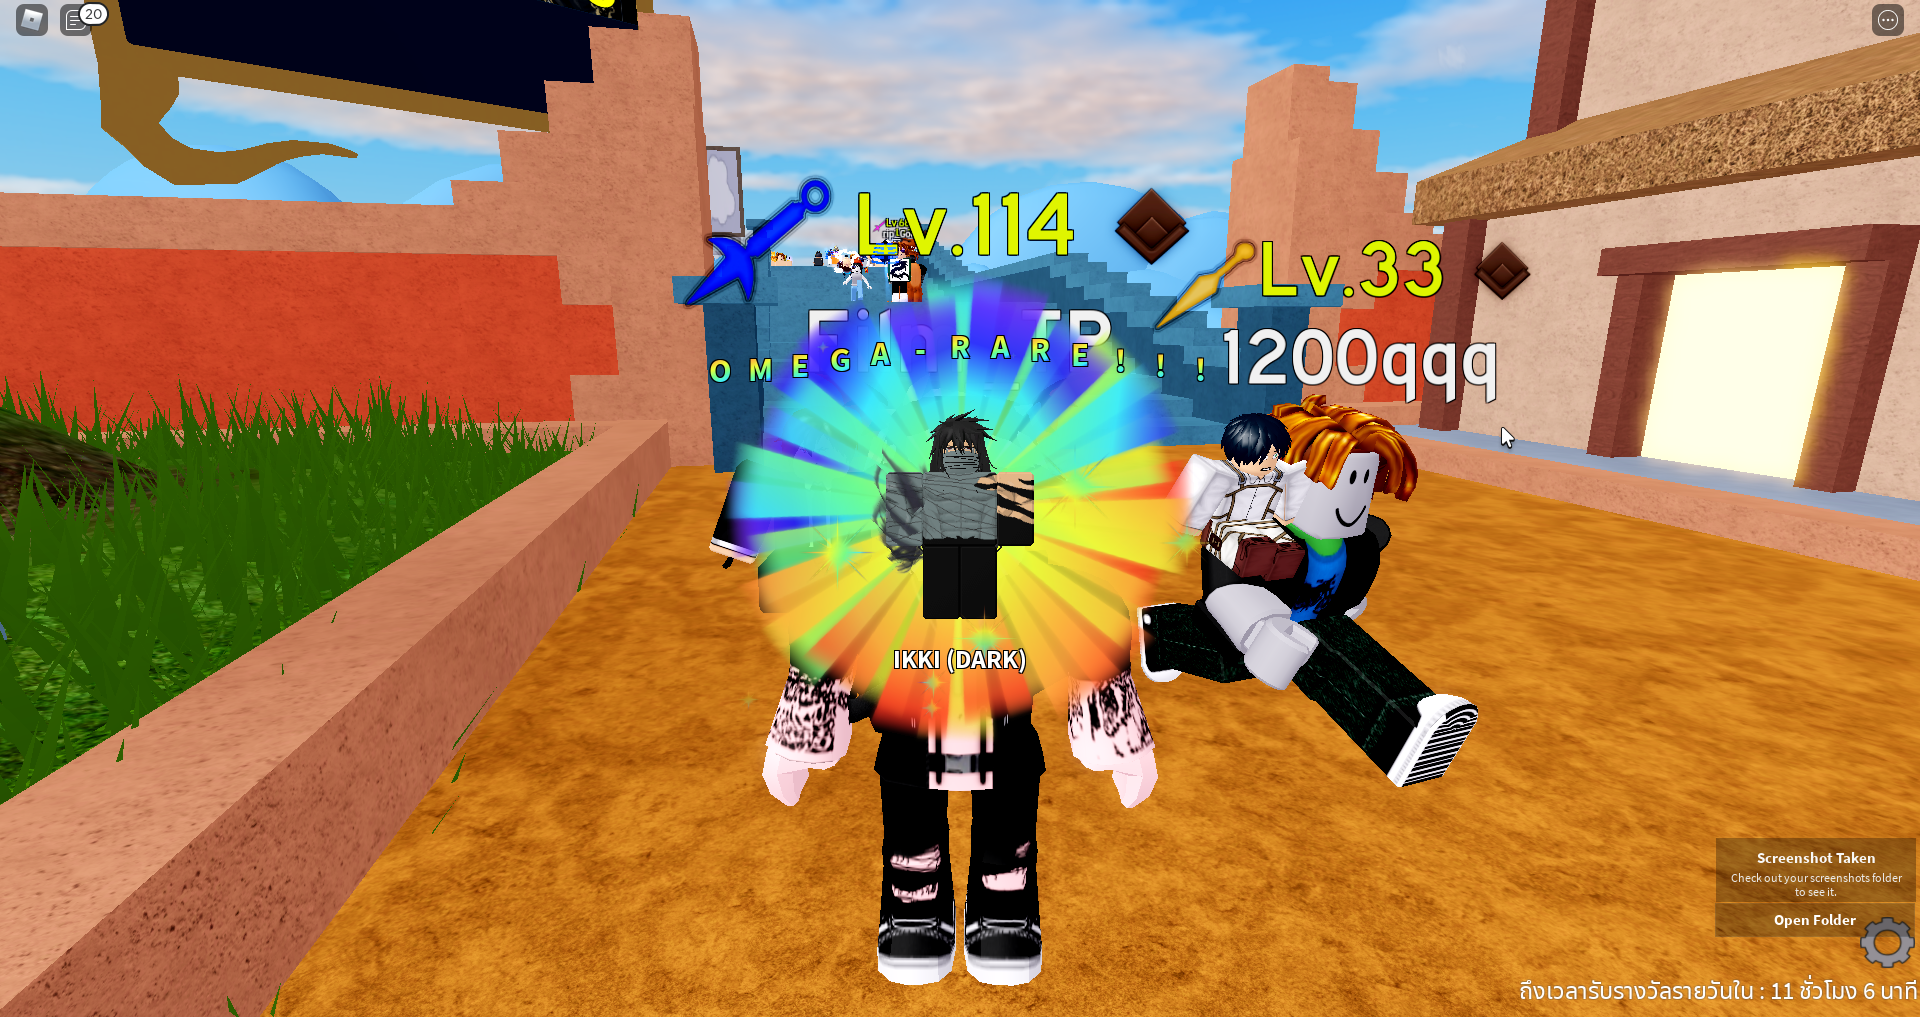 20
Lv.114
Lv.33
1200qqq
OMEGA-RARE!!!
IKKI (DARK)
Screenshot Taken
Check out your screenshots folder
to see it.
Open Folder
ถึงเวลารับรางวัลรายวันใน : 11 ชั่วโมง 6 นาที